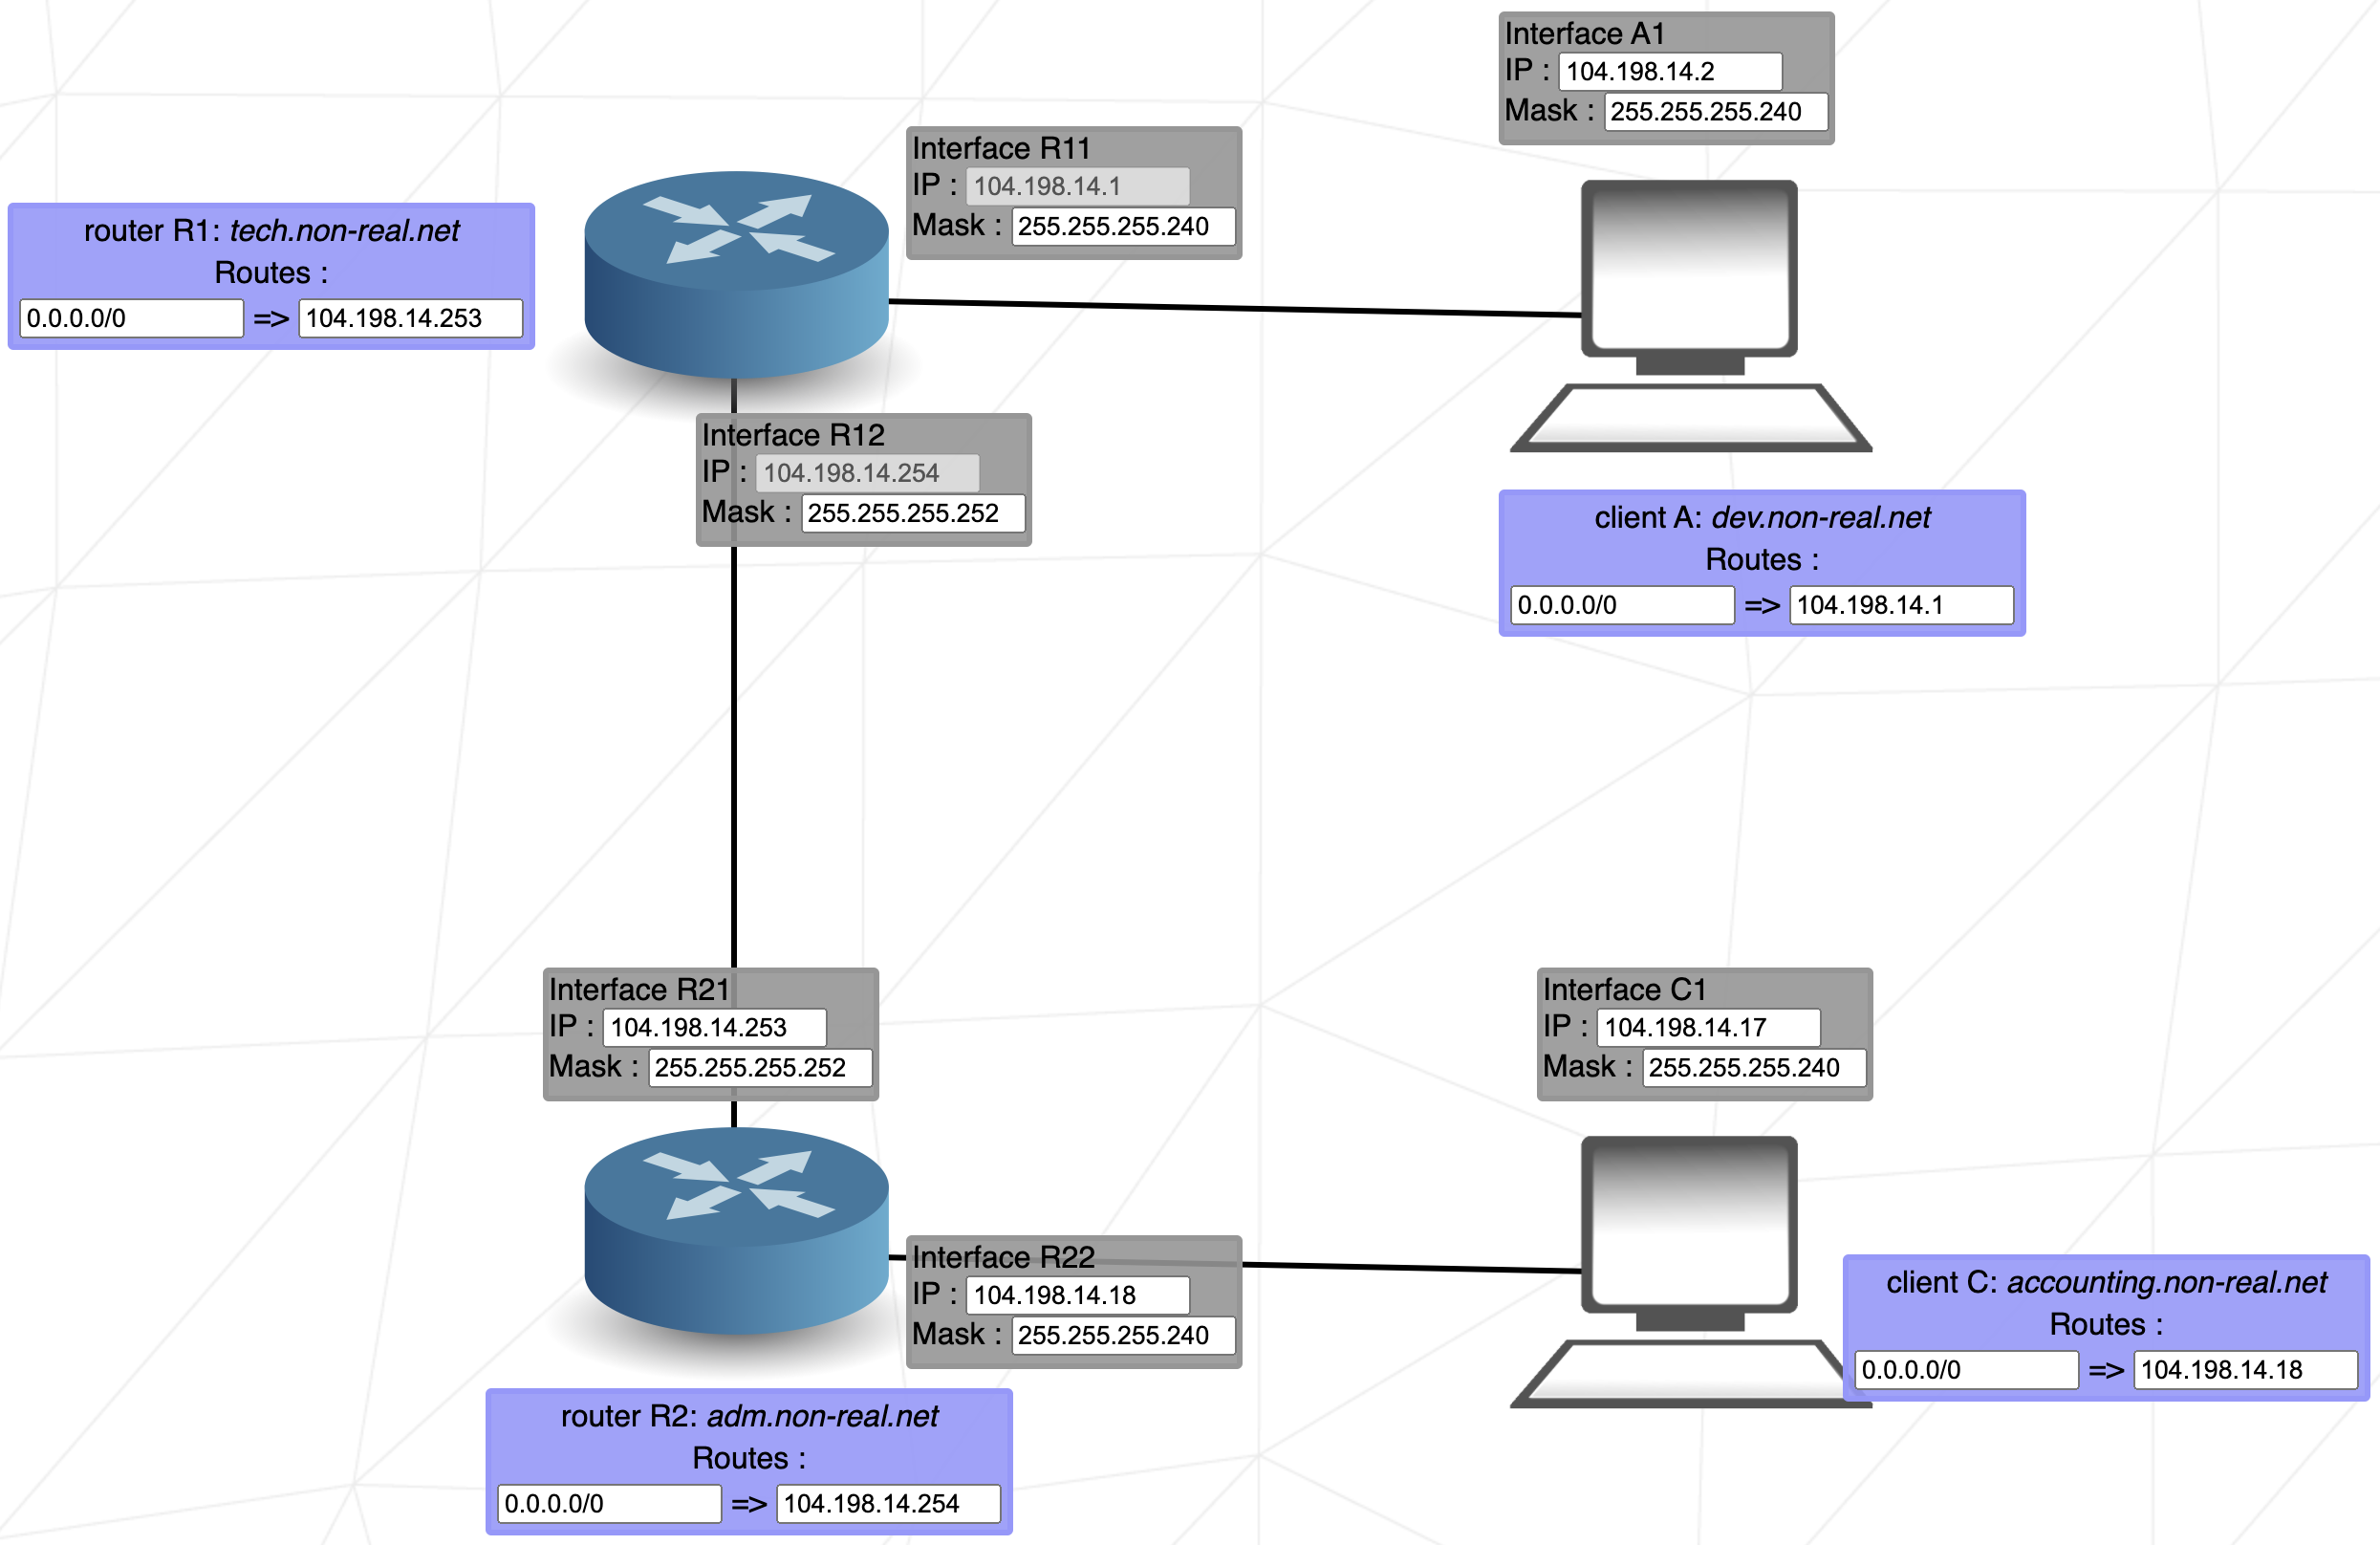 Interface A1
IP : 104.198.14.2
Mask : 255.255.255.240
Interface R11
IP : 104.198.14.1
Mask : 255.255.255.240
router R1: tech.non-real.net
Routes :
0.0.0.0/0 => 104.198.14.253
Interface R12
IP : 104.198.14.254
Mask : 255.255.255.252
client A: dev.non-real.net
Routes :
0.0.0.0/0 => 104.198.14.1
Interface R21
IP : 104.198.14.253
Mask : 255.255.255.252
Interface C1
IP : 104.198.14.17
Mask : 255.255.255.240
Interface R22
IP : 104.198.14.18
Mask : 255.255.255.240
client C: accounting.non-real.net
Routes :
0.0.0.0/0 => 104.198.14.18
router R2: adm.non-real.net
Routes :
0.0.0.0/0 => 104.198.14.254